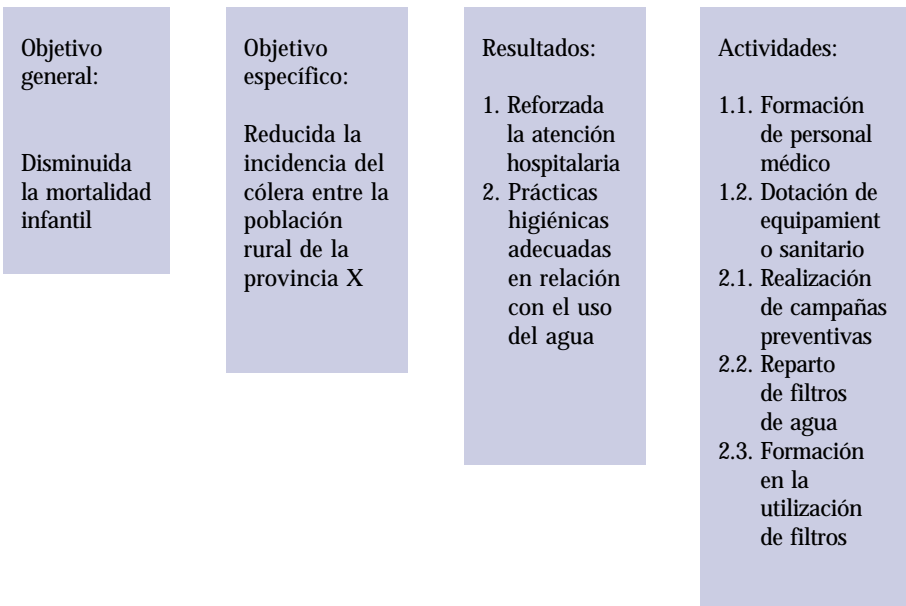 Objetivo
general:
Disminuida
la mortalidad
infantil
Objetivo
específico:
Reducida la
incidencia del
cólera entre la
población
rural de la
provincia X
Resultados:
1. Reforzada
la atención
hospitalaria
2. Prácticas
higiénicas
adecuadas
en relación
con el uso
del agua
Actividades:
1.1. Formación
de personal
médico
1.2. Dotación de
equipamient
o sanitario
2.1. Realización
de campañas
preventivas
2.2. Reparto
de filtros
de agua
2.3. Formación
en la
utilización
de filtros